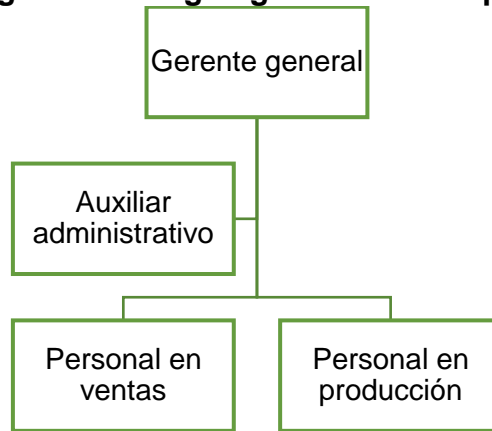 Gerente general
Auxiliar
administrativo
Personal en
ventas
Personal en
producción